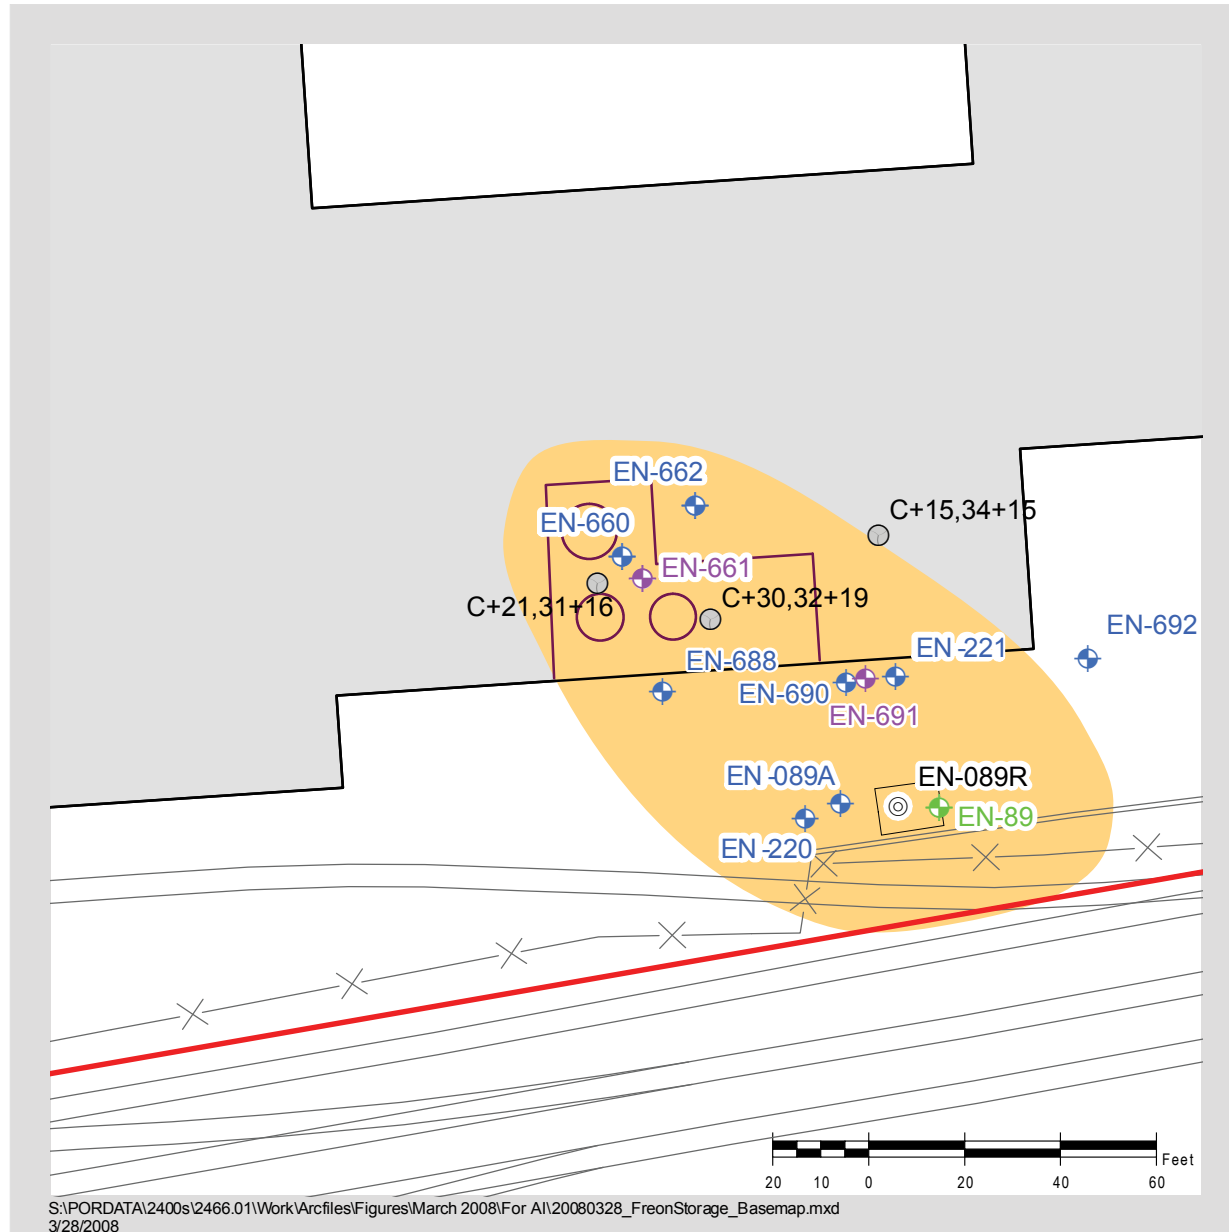 EN-662
C+15,34+15
EN-660
EN-661
C+21,31+16
C+30,32+19
EN-692
EN-688
EN-221
EN-690
EN-691
EN-089A
EN-089R
EN-89
EN-220
20 10 0 20 40 60 Feet
S:\PORDATA\2400s\2466.01\Work\Arcfiles\Figures\March 2008\For AI\20080328_FreonStorage_Basemap.mxd
3/28/2008